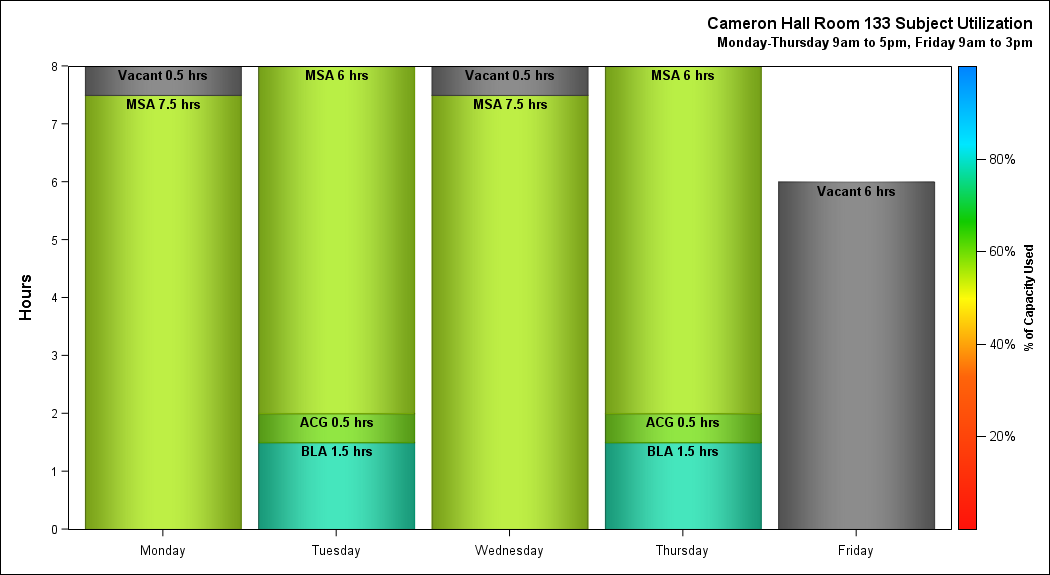 Cameron Hall Room 133 Subject Utilization
Monday-Thursday 9am to 5pm, Friday 9am to 3pm
Hours
8
7
6
5
4
3
2
1
0
Vacant 0.5 hrs
MSA 7.5 hrs
MSA 6 hrs
ACG 0.5 hrs
BLA 1.5 hrs
Vacant 0.5 hrs
MSA 7.5 hrs
MSA 6 hrs
ACG 0.5 hrs
BLA 1.5 hrs
Vacant 6 hrs
Monday
Tuesday
Wednesday
Thursday
Friday
80%
60%
40%
20%
% of Capacity Used